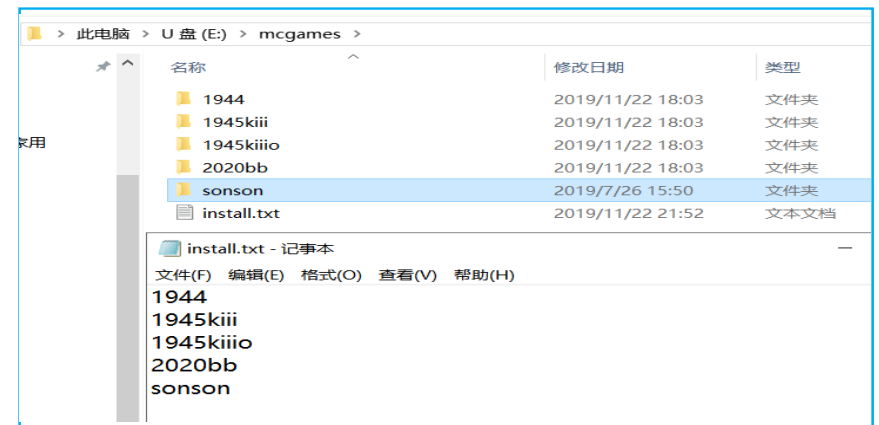 此电脑 > U 盘 (E:) > mcgames >
名称 修改日期 类型
1944 2019/11/22 18:03 文件夹
1945kiii 2019/11/22 18:03 文件夹
家用 1945kiiio 2019/11/22 18:03 文件夹
2020bb 2019/11/22 18:03 文件夹
sonson 2019/7/26 15:50 文件夹
install.txt 2019/11/22 21:52 文本文档
install.txt - 记事本
文件(F) 编辑(E) 格式(O) 查看(V) 帮助(H)
1944
1945kiii
1945kiiio
2020bb
sonson